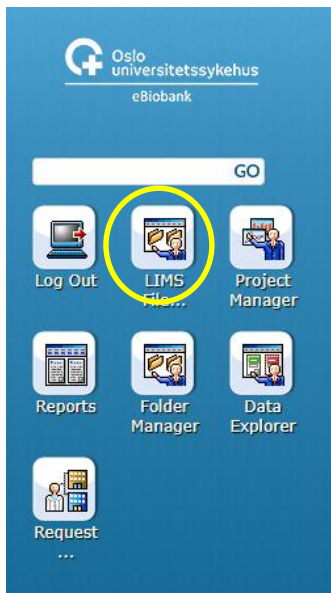 Oslo
universitetssykehus
eBiobank
GO
Log Out
LIMS
File...
Project
Manager
Reports
Folder
Manager
Data
Explorer
Request
...